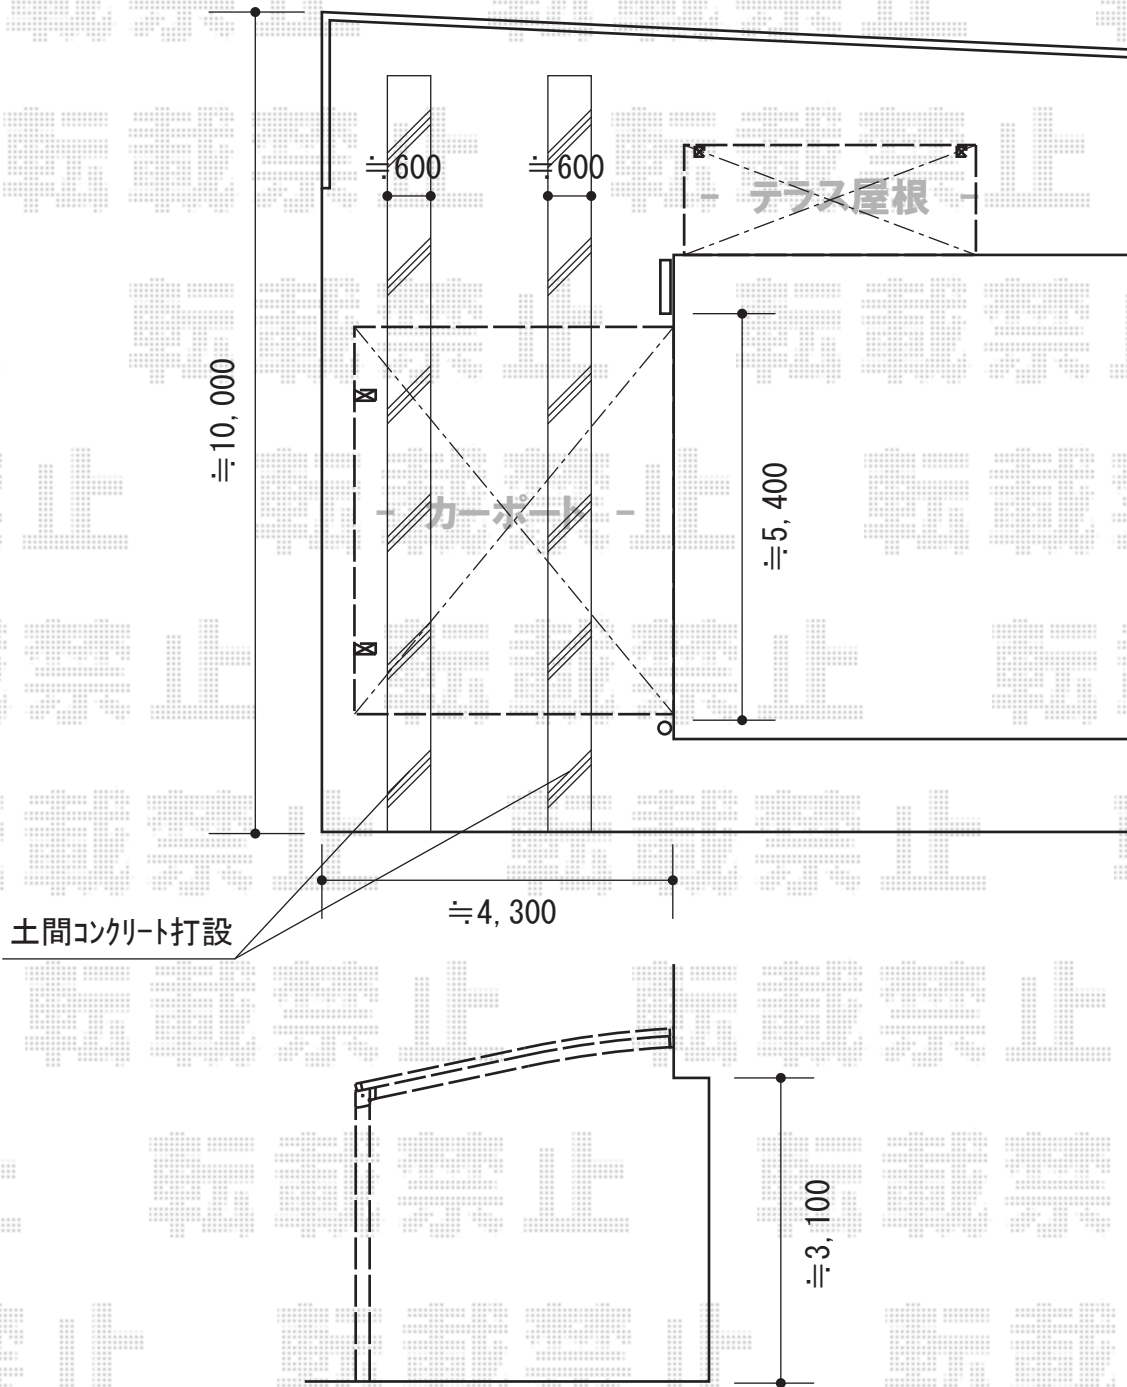 ≒600
≒600
- テラス屋根 -
≒10,000
- カーポート -
≒5,400
≒4,300
土間コンクリート打設
≒3,100
転載禁止